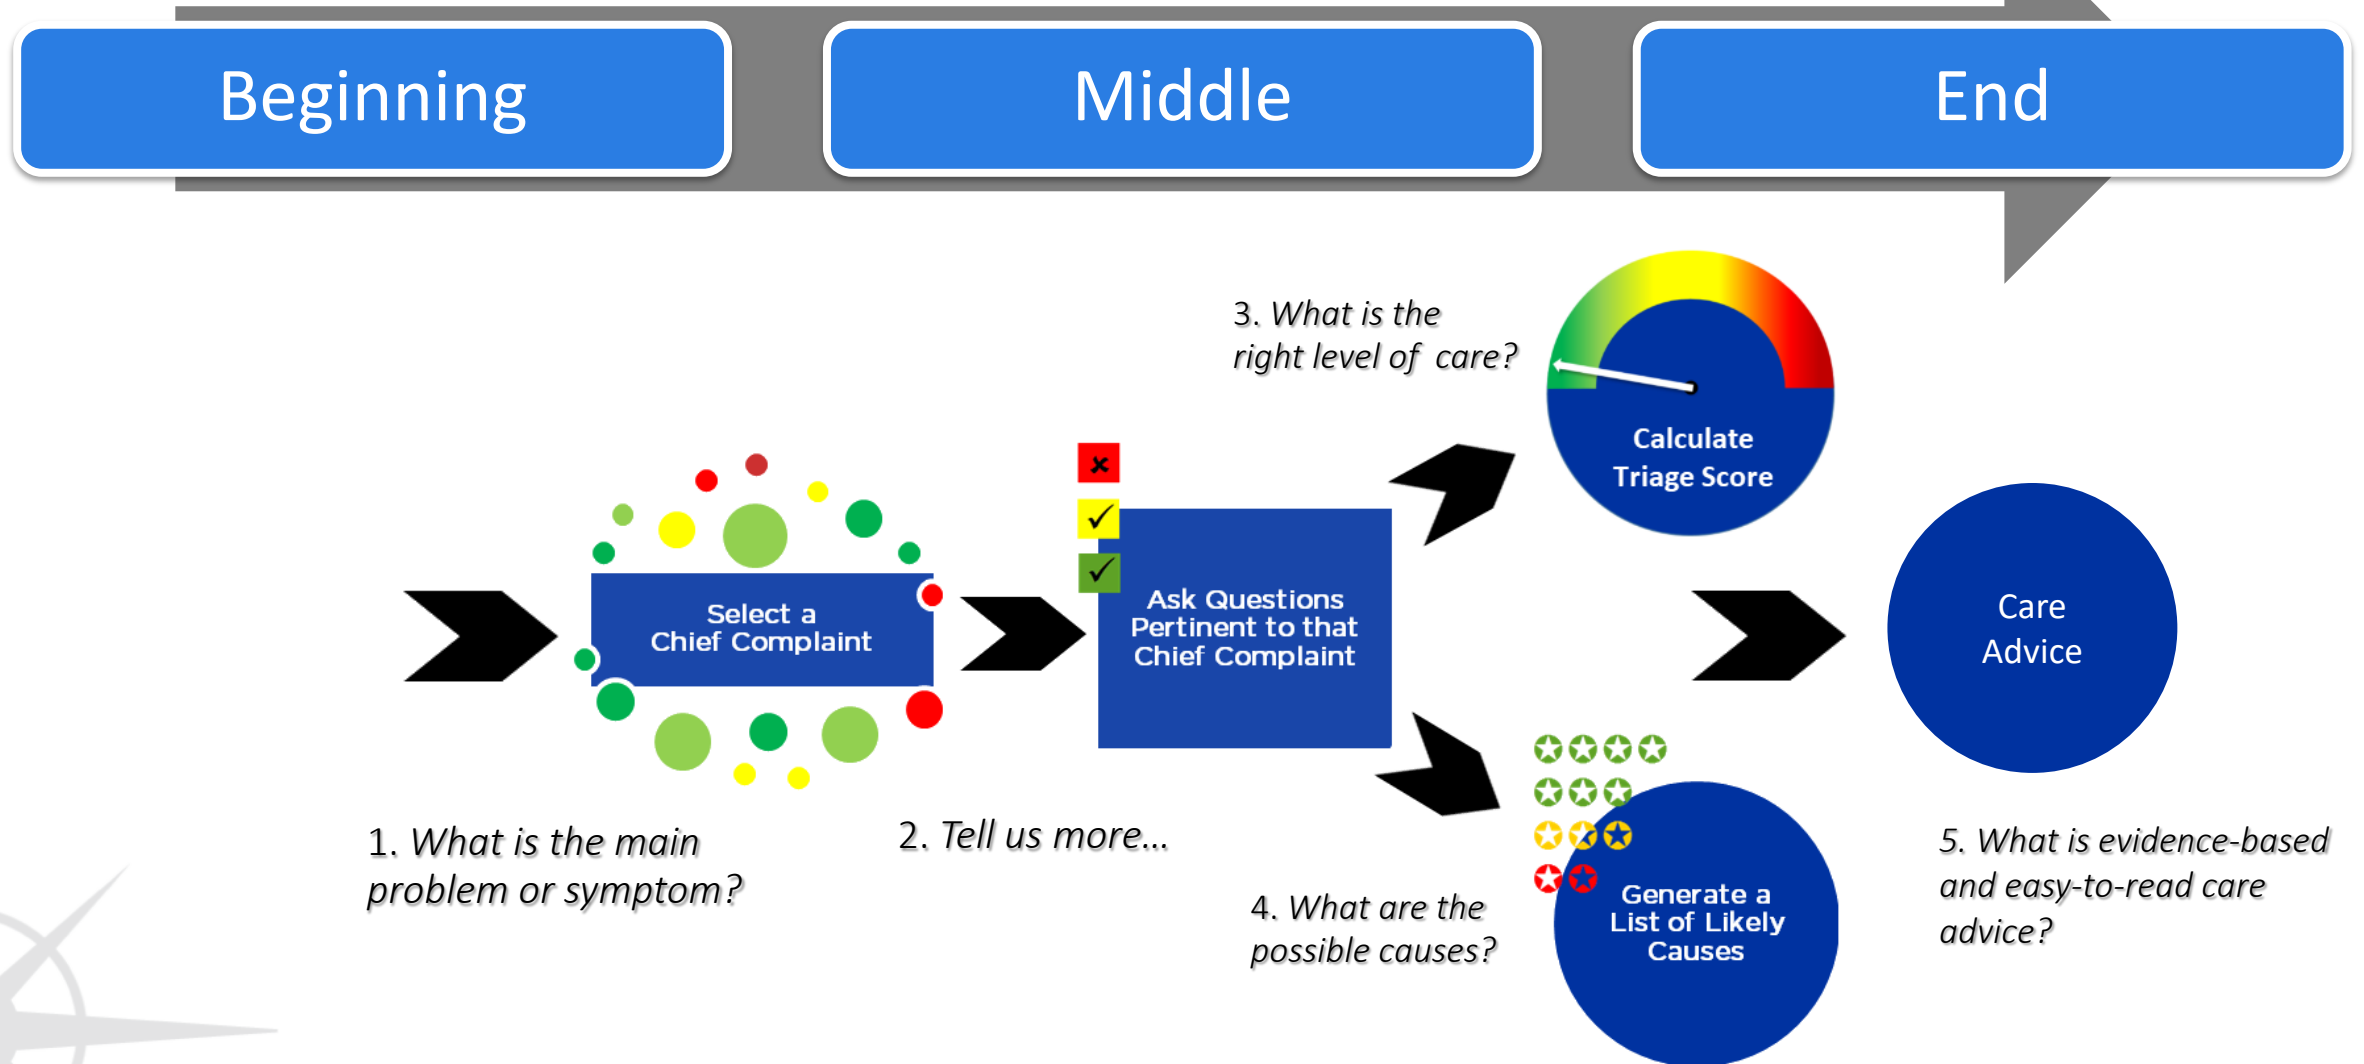 Beginning
Middle
End
3. What is the
right level of care?
Calculate
Triage Score
Select a
Chief Complaint
Ask Questions
Pertinent to that
Chief Complaint
Care
Advice
1. What is the main
problem or symptom?
2. Tell us more...
4. What are the
possible causes?
Generate a
List of Likely
Causes
5. What is evidence-based
and easy-to-read care
advice?